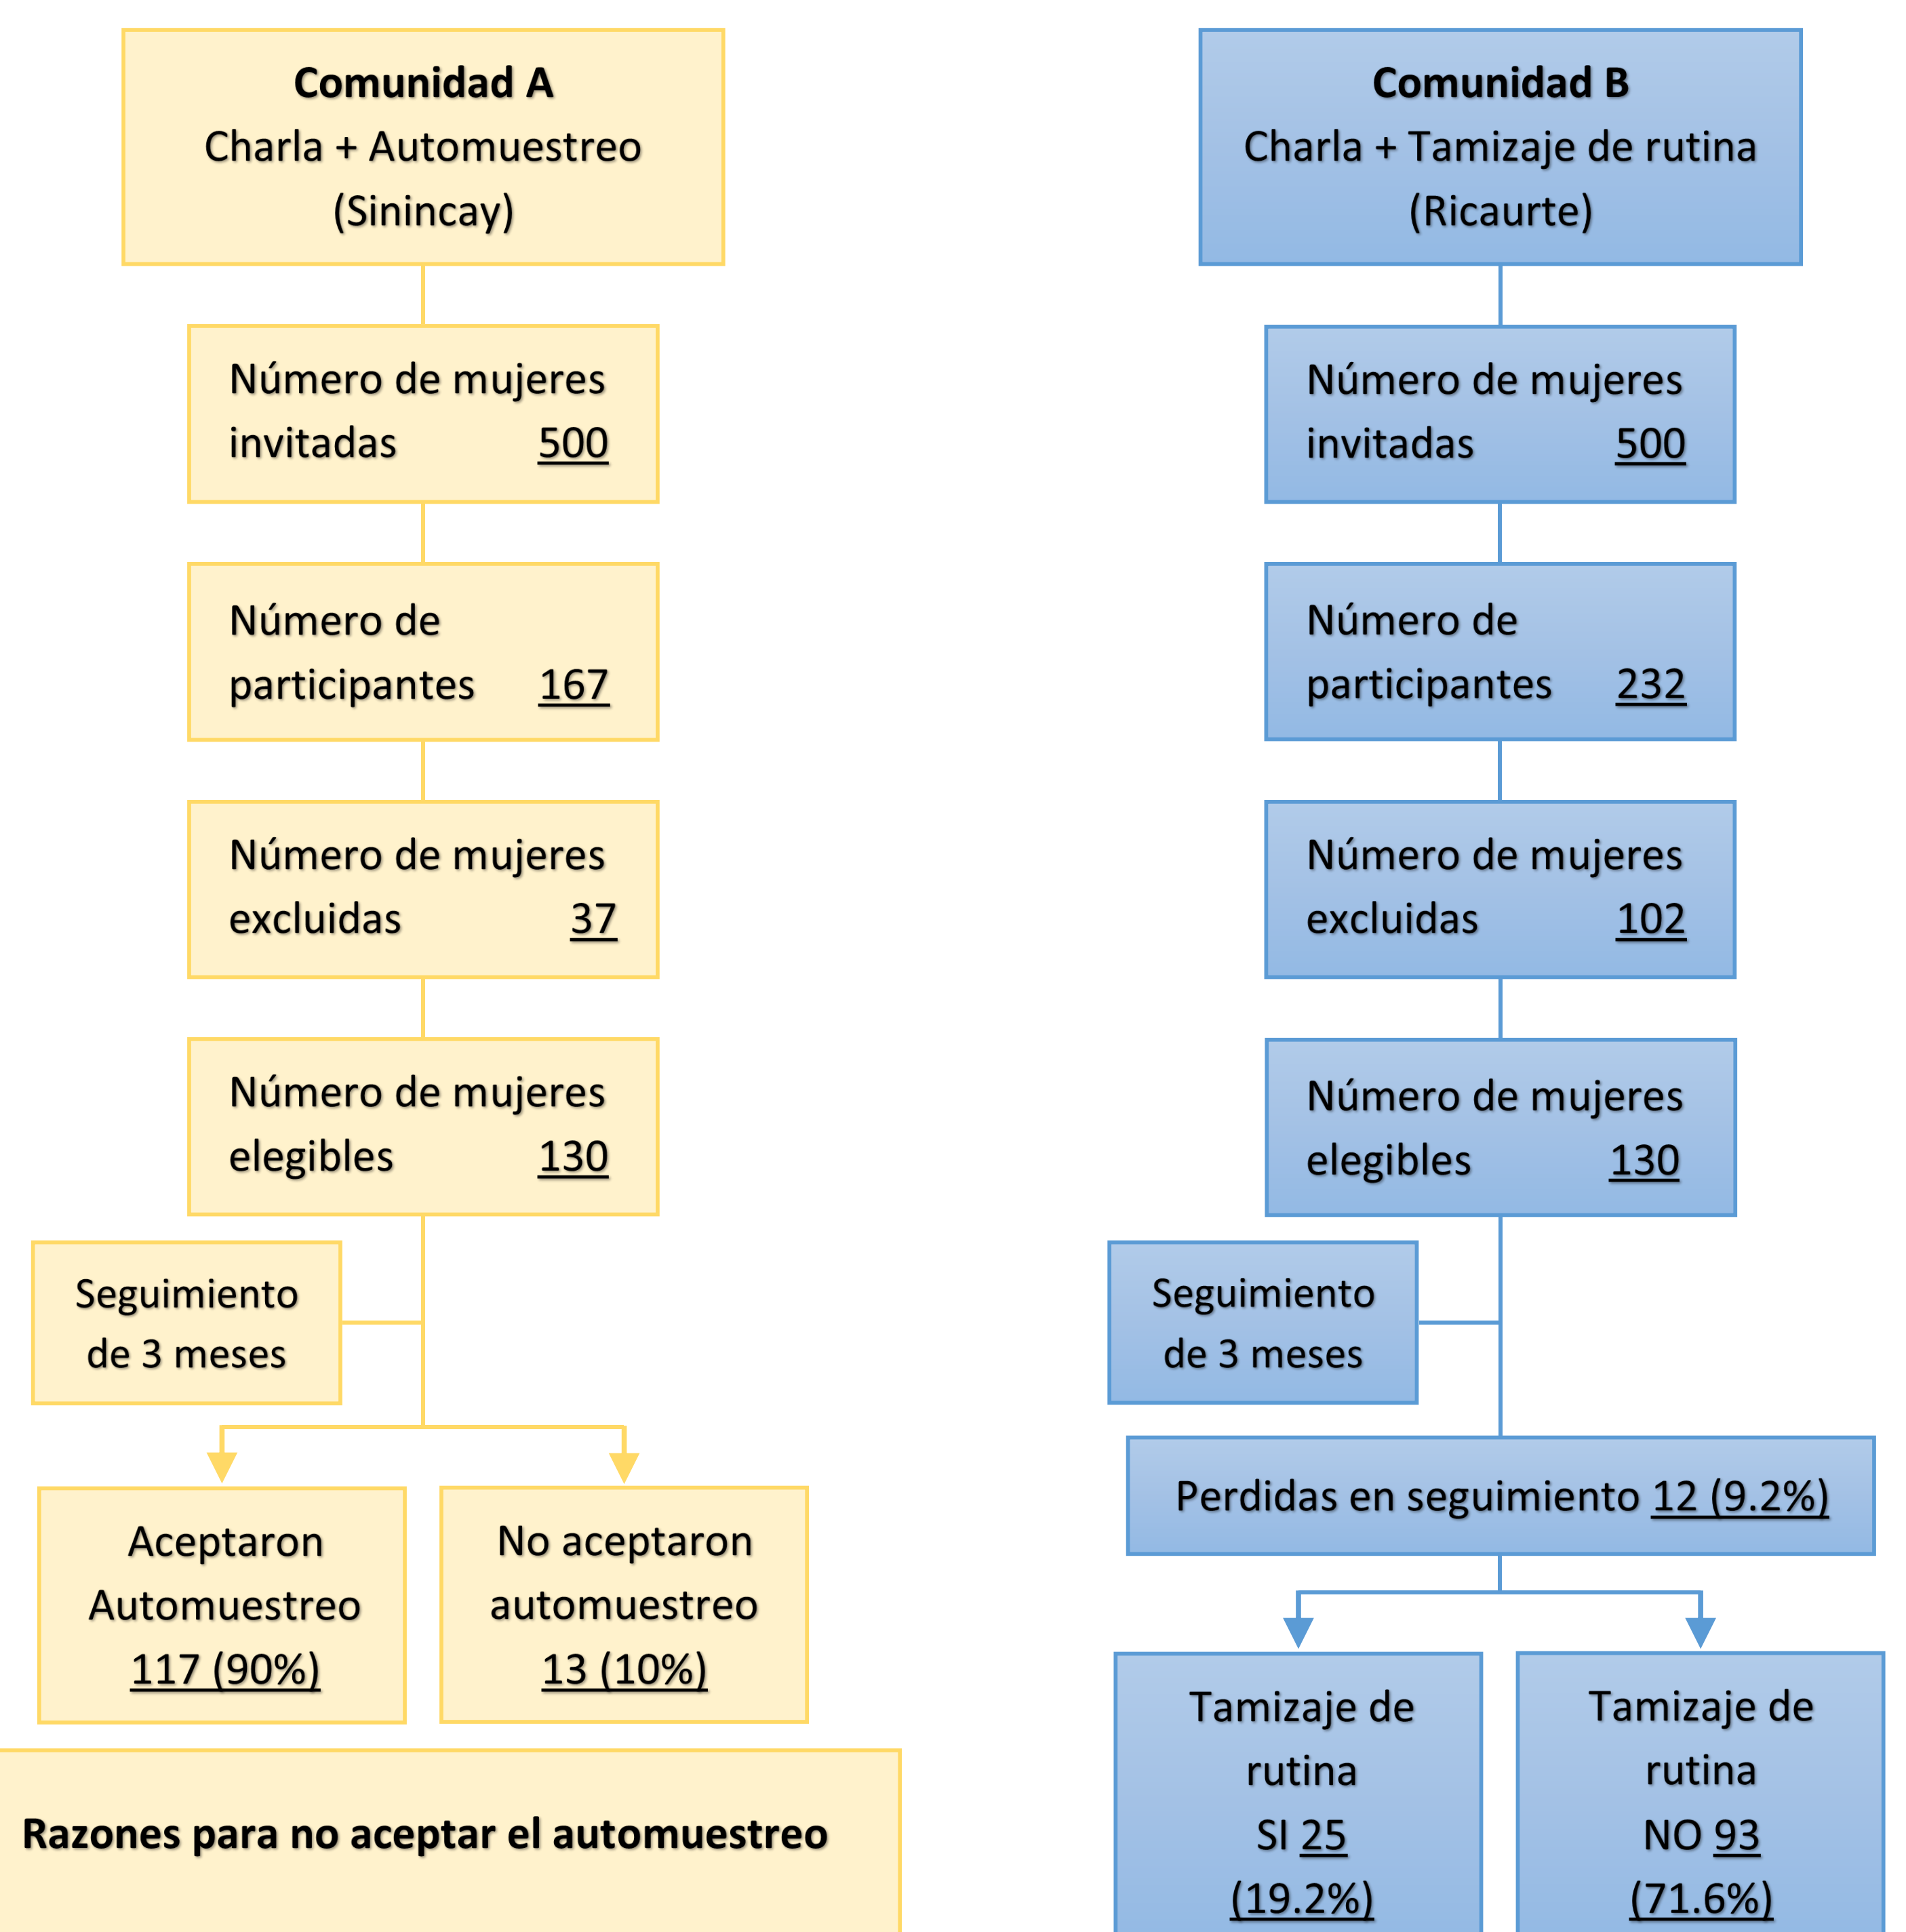 Comunidad A
Charla + Automuestreo
(Sinincay)
Número de mujeres
invitadas 500
Número de
participantes 167
Número de mujeres
excluidas 37
Número de mujeres
elegibles 130
Seguimiento
de 3 meses
Aceptaron
Automuestreo
117 (90%)
No aceptaron
automuestreo
13 (10%)
Razones para no aceptar el automuestreo
Comunidad B
Charla + Tamizaje de rutina
(Ricaurte)
Número de mujeres
invitadas 500
Número de
participantes 232
Número de mujeres
excluidas 102
Número de mujeres
elegibles 130
Seguimiento
de 3 meses
Perdidas en seguimiento 12 (9.2%)
Tamizaje de
rutina
SI 25
(19.2%)
Tamizaje de
rutina
NO 93
(71.6%)